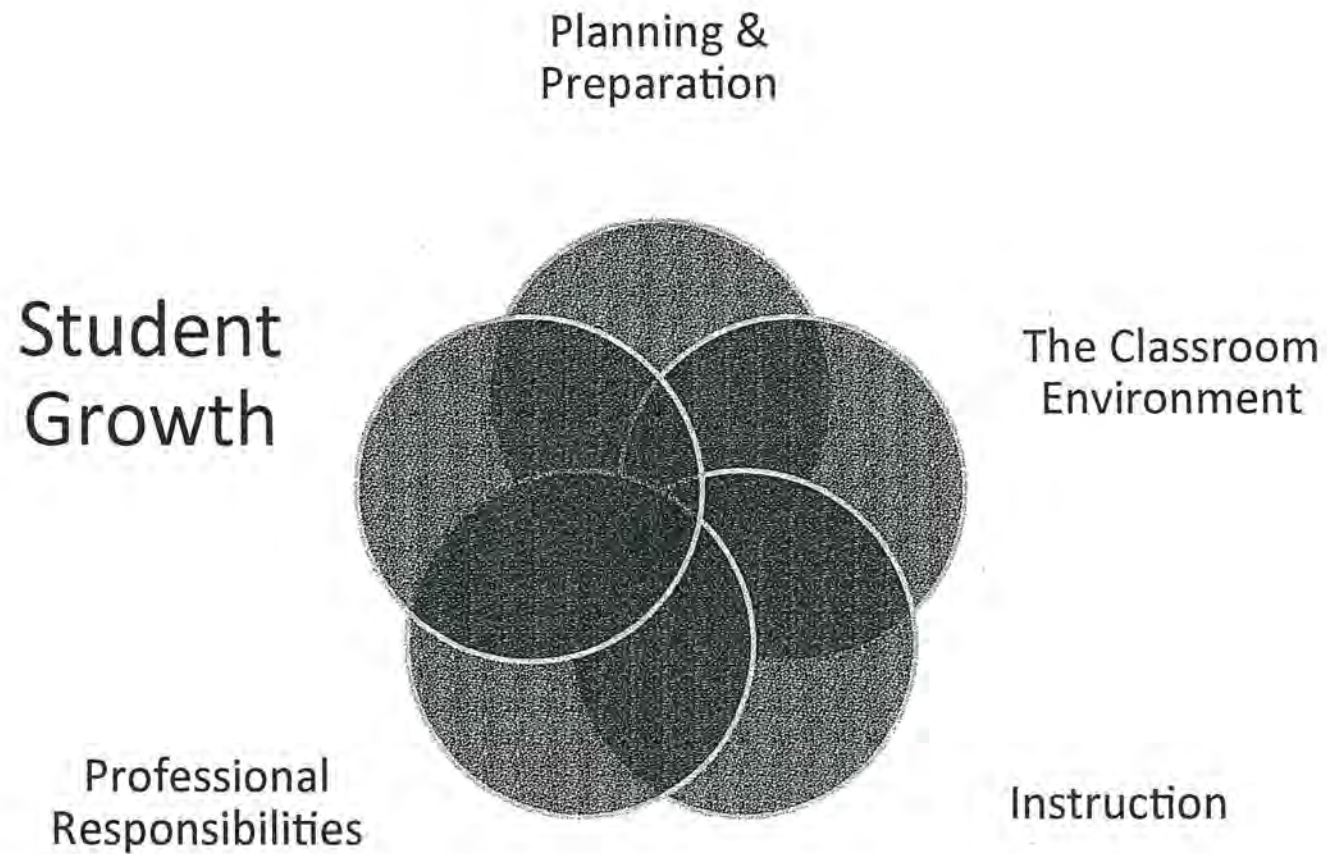 Planning &
Preparation
Student
Growth
The Classroom
Environment
Professional
Responsibilities
Instruction